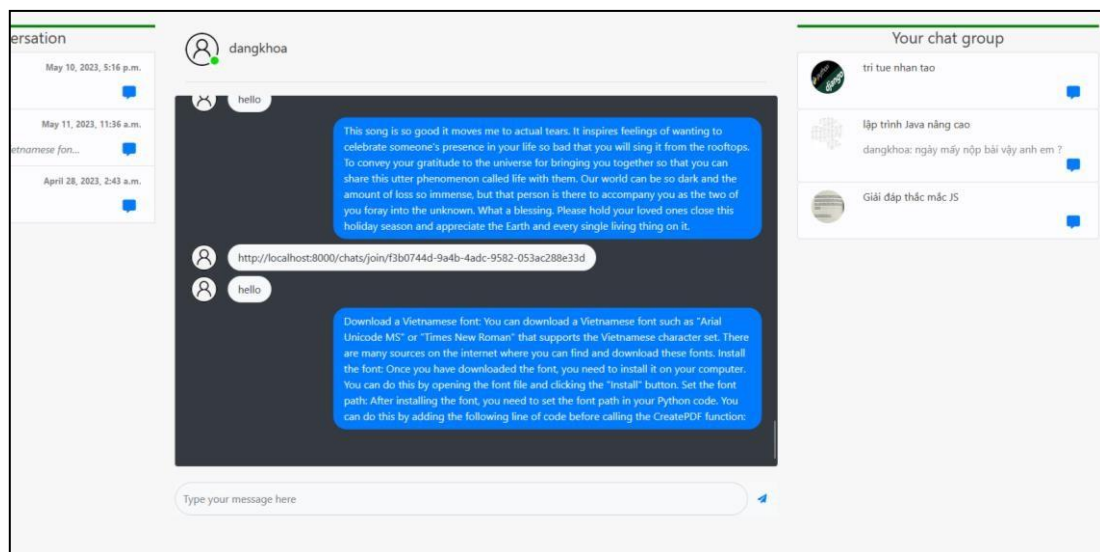 ersation
May 10, 2023, 5:16 p.m.
May 11, 2023, 11:36 a.m.
etnamese fon...
April 28, 2023, 2:43 a.m.
dangkhoa
hello
This song is so good it moves me to actual tears. It inspires feelings of wanting to
celebrate someone's presence in your life so bad that you will sing it from the rooftops.
To convey your gratitude to the universe for bringing you together so that you can
share this utter phenomenon called life with them. Our world can be so dark and the
amount of loss so immense, but that person is there to accompany you as the two of
you foray into the unknown. What a blessing. Please hold your loved ones close this
holiday season and appreciate the Earth and every single living thing on it.
http://localhost:8000/chats/join/f3b0744d-9a4b-4adc-9582-053ac288e33d
hello
Download a Vietnamese font: You can download a Vietnamese font such as "Arial
Unicode MS" or "Times New Roman" that supports the Vietnamese character set. There
are many sources on the internet where you can find and download these fonts. Install
the font: Once you have downloaded the font, you need to install it on your computer.
You can do this by opening the font file and clicking the "Install" button. Set the font
path: After installing the font, you need to set the font path in your Python code. You
can do this by adding the following line of code before calling the CreatePDF function:
Type your message here
Your chat group
django
tri tue nhan tao
lập trình Java nâng cao
dangkhoa: ngày mấy nộp bài vậy anh em ?
Giải đáp thắc mắc JS